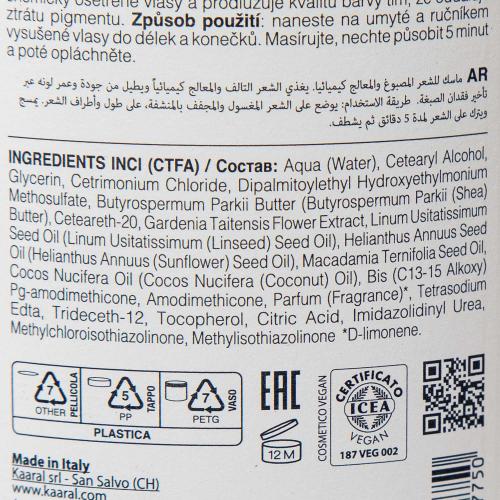 chemicky ošetřené vlasy a prodlužuje kvalitu barvy tím, že
ztrátu pigmentu. Způsob použití: naneste na umyté a ručníkem
vysušené vlasy do délek a konečků. Masírujte, nechte působit 5 minut
a poté opláchněte.
AR ماسك للشعر المصبوغ والمعالج كيميائيا. يغذي الشعر التالف والمعالج كيميائياً ويطيل من جودة وعمر لونه عبر
تأخير فقدان الصبغة. طريقة الاستخدام: يوضع على الشعر المغسول والمجفف بالمنشفة، على طول وأطراف الشعر. يمسج
ويترك على الشعر لمدة 5 دقائق ثم يشطف.
INGREDIENTS INCI (CTFA) / Состав: Aqua (Water), Cetearyl Alcohol,
Glycerin, Cetrimonium Chloride, Dipalmitoylethyl Hydroxyethylmonium
Methosulfate, Butyrospermum Parkii Butter (Butyrospermum Parkii (Shea)
Butter), Ceteareth-20, Gardenia Taitensis Flower Extract, Linum Usitatissimum
Seed Oil (Linum Usitatissimum (Linseed) Seed Oil), Helianthus Annuus Seed
Oil (Helianthus Annuus (Sunflower) Seed Oil), Macadamia Ternifolia Seed Oil,
Cocos Nucifera Oil (Cocos Nucifera (Coconut) Oil), Bis (C13-15 Alkoxy)
Pg-amodimethicone, Amodimethicone, Parfum (Fragrance)*, Tetrasodium
Edta, Trideceth-12, Tocopherol, Citric Acid, Imidazolidinyl Urea,
Methylchloroisothiazolinone, Methylisothiazolinone *D-limonene.
7 OTHER PELLICOLA
5 PP TAPPO
7 PETG VASO
PLASTICA
EAC
12 M
COSMETICO VEGAN
CERTIFICATO
ICEA
VEGAN
187 VEG 002
Made in Italy
Kaaral srl - San Salvo (CH)
www.kaaral.com
7750